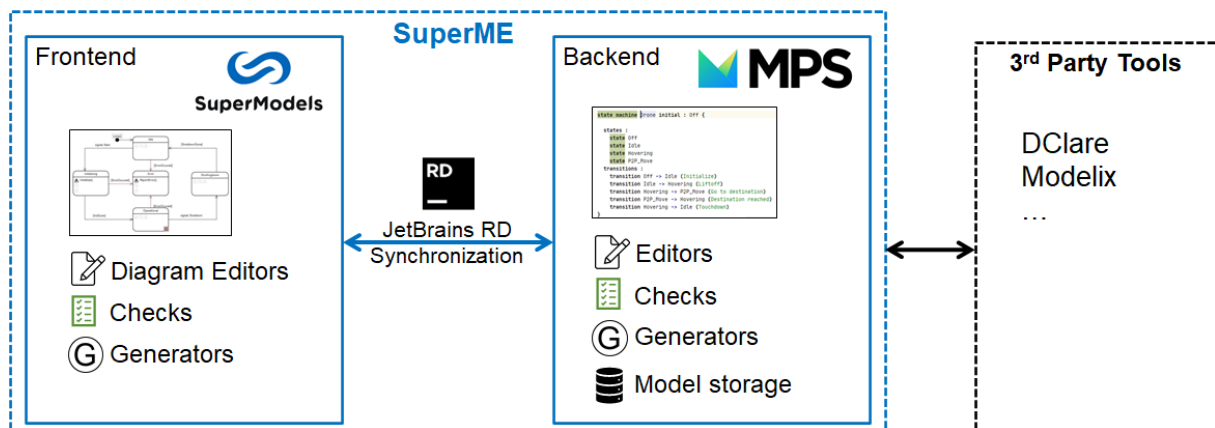 SuperME
Frontend
SuperModels
Diagram Editors
Checks
G Generators
RD
JetBrains RD
Synchronization
Backend
MPS
state machine Drone initial : Off {
states :
state Off
state Idle
state Hovering
state P2P_Move
transitions :
transition Off -> Idle (Initialize)
transition Idle -> Hovering (Liftoff)
transition Hovering -> P2P_Move (Go to destination)
transition P2P_Move -> Hovering (Destination reached)
transition Hovering -> Idle (Touchdown)
}
Editors
Checks
G Generators
Model storage
3rd Party Tools
DClare
Modelix
...